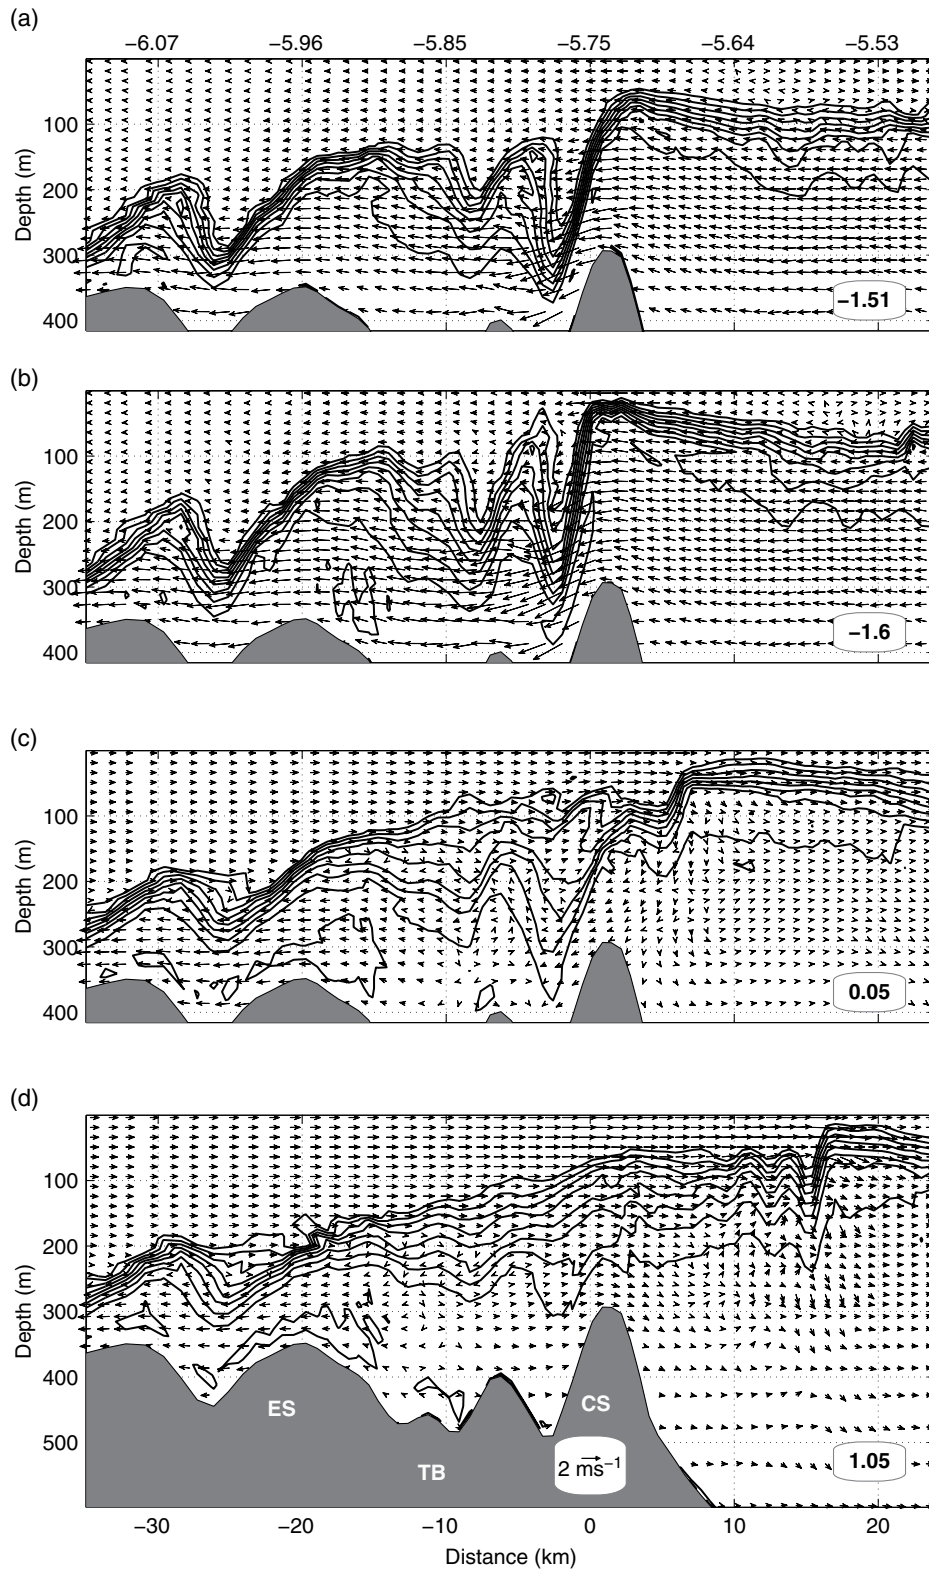 (a)
−6.07 −5.96 −5.85 −5.75 −5.64 −5.53
100
200
300
400
Depth (m)
−1.51
(b)
100
200
300
400
Depth (m)
−1.6
(c)
100
200
300
400
Depth (m)
0.05
(d)
100
200
300
400
500
Depth (m)
ES
CS
TB
2 ms⁻¹
1.05
−30 −20 −10 0 10 20
Distance (km)